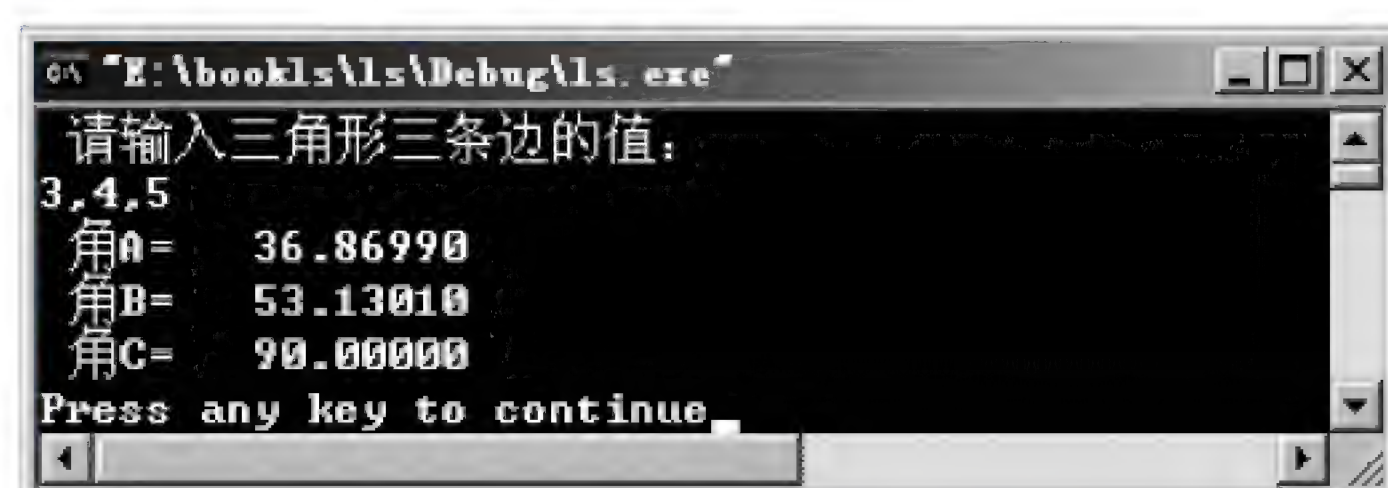 "E:\bookls\ls\Debug\ls.exe"
请输入三角形三条边的值：
3,4,5
角A= 36.86990
角B= 53.13010
角C= 90.00000
Press any key to continue